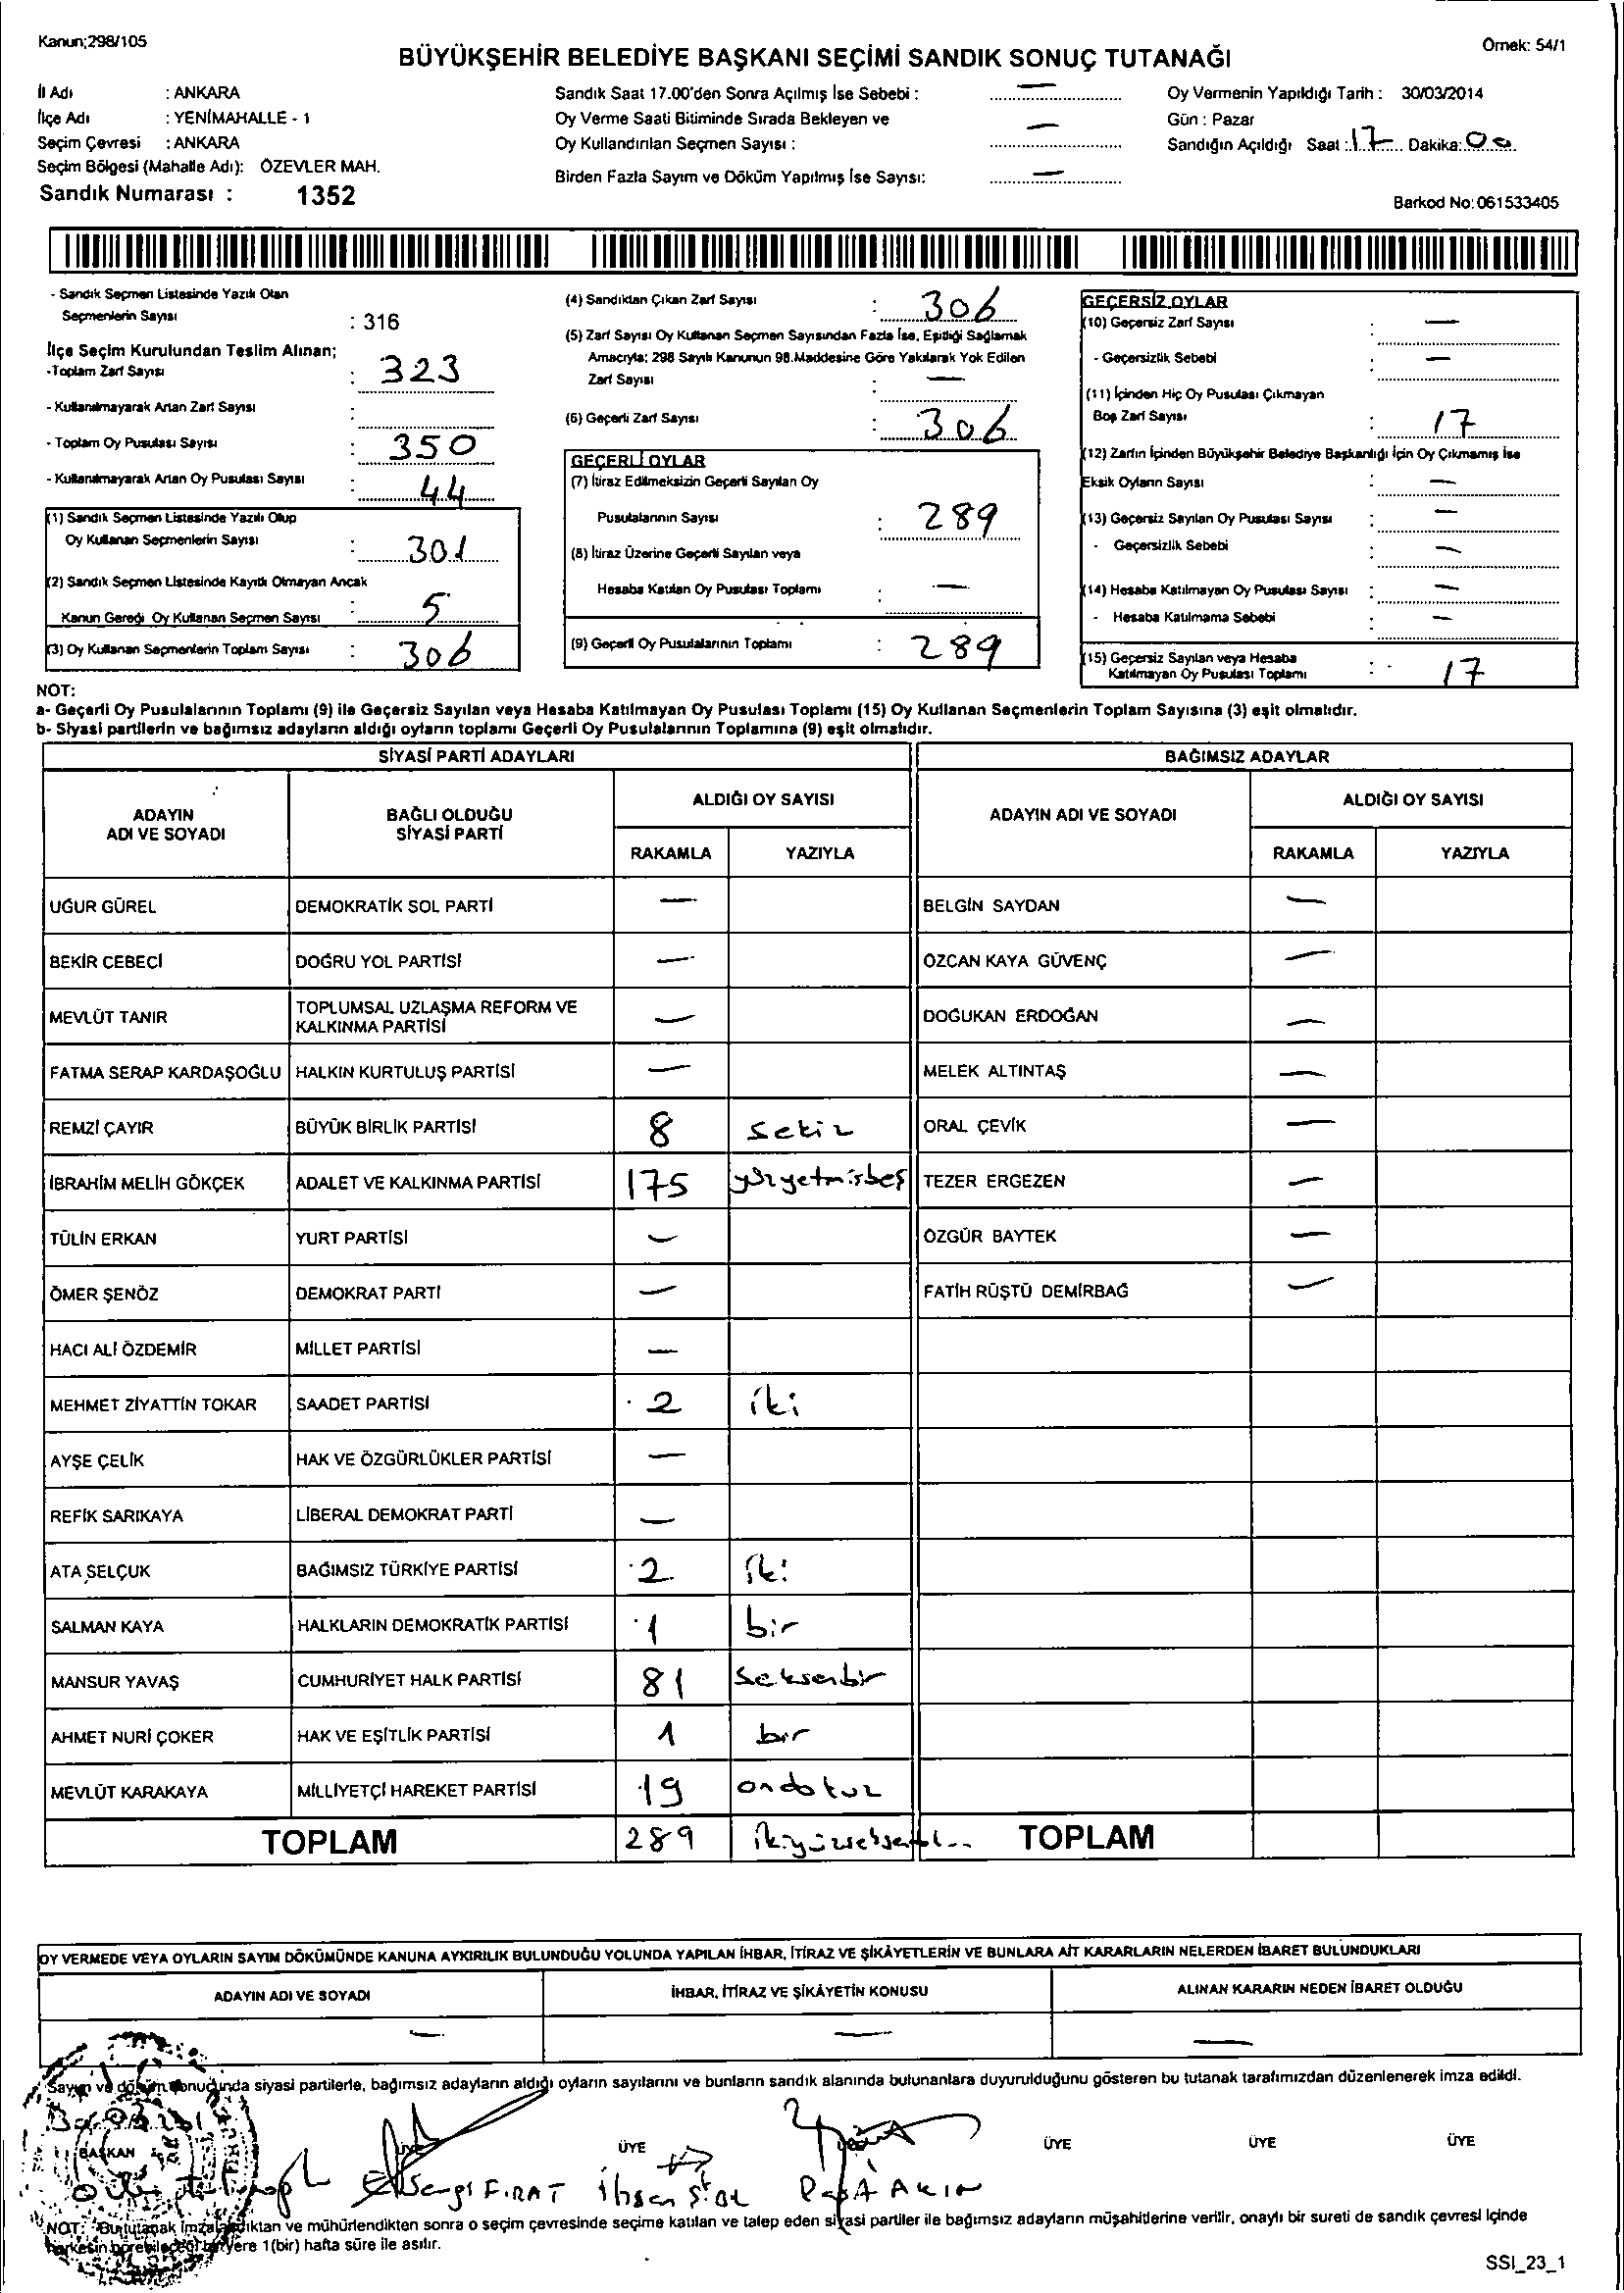 Kanun;298/105
Örnek: 54/1
BÜYÜKŞEHİR BELEDİYE BAŞKANI SEÇİMİ SANDIK SONUÇ TUTANAĞI
İl Adı : ANKARA
İlçe Adı : YENİMAHALLE - 1
Seçim Çevresi : ANKARA
Seçim Bölgesi (Mahalle Adı): ÖZEVLER MAH.
Sandık Numarası : 1352
Sandık Saat 17.00'den Sonra Açılmış İse Sebebi : —
Oy Verme Saati Bitiminde Sırada Bekleyen ve
Oy Kullandırılan Seçmen Sayısı : —
Birden Fazla Sayım ve Döküm Yapılmış İse Sayısı: —
Oy Vermenin Yapıldığı Tarih : 30/03/2014
Gün : Pazar
Sandığın Açıldığı Saat : 17 Dakika: 00
Barkod No: 061533405
- Sandık Seçmen Listesinde Yazılı Olan
Seçmenlerin Sayısı : 316
İlçe Seçim Kurulundan Teslim Alınan;
-Toplam Zarf Sayısı : 323
- Kullanılmayarak Artan Zarf Sayısı :
- Toplam Oy Pusulası Sayısı : 350
- Kullanılmayarak Artan Oy Pusulası Sayısı : 44
(1) Sandık Seçmen Listesinde Yazılı Olup
Oy Kullanan Seçmenlerin Sayısı : 301
(2) Sandık Seçmen Listesinde Kayıtlı Olmayan Ancak
Kanun Gereği Oy Kullanan Seçmen Sayısı : 5
(3) Oy Kullanan Seçmenlerin Toplam Sayısı : 306
(4) Sandıktan Çıkan Zarf Sayısı : 306
(5) Zarf Sayısı Oy Kullanan Seçmen Sayısından Fazla İse, Eşitliği Sağlamak
Amacıyla; 298 Sayılı Kanunun 98.Maddesine Göre Yakılarak Yok Edilen
Zarf Sayısı : —
(6) Geçerli Zarf Sayısı : 306
GEÇERLİ OYLAR
(7) İtiraz Edilmeksizin Geçerli Sayılan Oy
Pusulalarının Sayısı : 289
(8) İtiraz Üzerine Geçerli Sayılan veya
Hesaba Katılan Oy Pusulası Toplamı : —
(9) Geçerli Oy Pusulalarının Toplamı : 289
GEÇERSİZ OYLAR
(10) Geçersiz Zarf Sayısı : —
- Geçersizlik Sebebi : —
(11) İçinden Hiç Oy Pusulası Çıkmayan
Boş Zarf Sayısı : 17
(12) Zarfın İçinden Büyükşehir Belediye Başkanlığı İçin Oy Çıkmamış İse
Eksik Oyların Sayısı : —
(13) Geçersiz Sayılan Oy Pusulası Sayısı : —
- Geçersizlik Sebebi : —
(14) Hesaba Katılmayan Oy Pusulası Sayısı : —
- Hesaba Katılmama Sebebi : —
(15) Geçersiz Sayılan veya Hesaba
Katılmayan Oy Pusulası Toplamı : 17
NOT:
a- Geçerli Oy Pusulalarının Toplamı (9) ile Geçersiz Sayılan veya Hesaba Katılmayan Oy Pusulası Toplamı (15) Oy Kullanan Seçmenlerin Toplam Sayısına (3) eşit olmalıdır.
b- Siyasi partilerin ve bağımsız adayların aldığı oyların toplamı Geçerli Oy Pusulalarının Toplamına (9) eşit olmalıdır.
SİYASİ PARTİ ADAYLARI BAĞIMSIZ ADAYLAR
ADAYIN ADI VE SOYADI BAĞLI OLDUĞU SİYASİ PARTİ ALDIĞI OY SAYISI ADAYIN ADI VE SOYADI ALDIĞI OY SAYISI
RAKAMLA YAZIYLA RAKAMLA YAZIYLA
UĞUR GÜREL DEMOKRATİK SOL PARTİ — BELGİN SAYDAN —
BEKİR CEBECİ DOĞRU YOL PARTİSİ — ÖZCAN KAYA GÜVENÇ —
MEVLÜT TANIR TOPLUMSAL UZLAŞMA REFORM VE KALKINMA PARTİSİ — DOĞUKAN ERDOĞAN —
FATMA SERAP KARDAŞOĞLU HALKIN KURTULUŞ PARTİSİ — MELEK ALTINTAŞ —
REMZİ ÇAYIR BÜYÜK BİRLİK PARTİSİ 8 sekiz ORAL ÇEVİK —
İBRAHİM MELİH GÖKÇEK ADALET VE KALKINMA PARTİSİ 175 yüzyetmişbeş TEZER ERGEZEN —
TÜLİN ERKAN YURT PARTİSİ — ÖZGÜR BAYTEK —
ÖMER ŞENÖZ DEMOKRAT PARTİ — FATİH RÜŞTÜ DEMİRBAĞ —
HACI ALİ ÖZDEMİR MİLLET PARTİSİ —
MEHMET ZİYATTİN TOKAR SAADET PARTİSİ 2 iki
AYŞE ÇELİK HAK VE ÖZGÜRLÜKLER PARTİSİ —
REFİK SARIKAYA LİBERAL DEMOKRAT PARTİ —
ATA SELÇUK BAĞIMSIZ TÜRKİYE PARTİSİ 2 iki
SALMAN KAYA HALKLARIN DEMOKRATİK PARTİSİ 1 bir
MANSUR YAVAŞ CUMHURİYET HALK PARTİSİ 81 seksenbir
AHMET NURİ ÇOKER HAK VE EŞİTLİK PARTİSİ 1 bir
MEVLÜT KARAKAYA MİLLİYETÇİ HAREKET PARTİSİ 19 ondokuz
TOPLAM 289 TOPLAM
OY VERMEDE VEYA OYLARIN SAYIM DÖKÜMÜNDE KANUNA AYKIRILIK BULUNDUĞU YOLUNDA YAPILAN İHBAR, İTİRAZ VE ŞİKÂYETLERİN VE BUNLARA AİT KARARLARIN NELERDEN İBARET BULUNDUKLARI
ADAYIN ADI VE SOYADI İHBAR, İTİRAZ VE ŞİKÂYETİN KONUSU ALINAN KARARIN NEDEN İBARET OLDUĞU
— — —
Sayım ve döküm sonucunda siyasi partilerle, bağımsız adayların aldığı oyların sayılarını ve bunların sandık alanında bulunanlara duyurulduğunu gösteren bu tutanak tarafımızdan düzenlenerek imza edildi.
BAŞKAN ÜYE ÜYE ÜYE ÜYE
Sergi FIRAT İhsan AKIN
NOT: Bu tutanak imzalandıktan ve mühürlendikten sonra o seçim çevresinde seçime katılan ve talep eden siyasi partiler ile bağımsız adayların müşahitlerine verilir, onaylı bir sureti de sandık çevresi içinde
herkesin görebileceği bir yere 1(bir) hafta süre ile asılır.
SSI_23_1